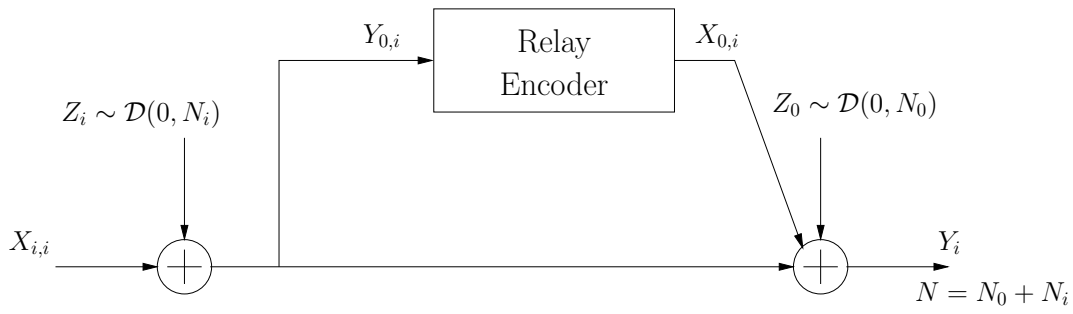 Y_{0,i}
Relay
Encoder
X_{0,i}
Z_i ∼ 𝒟(0, N_i)
Z_0 ∼ 𝒟(0, N_0)
X_{i,i}
Y_i
N = N_0 + N_i